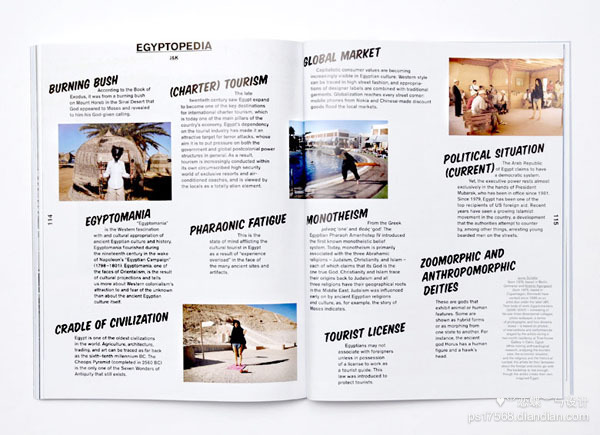 EGYPTOPEDIA
BURNING BUSH
According to the Book of
Exodus, it was from a burning bush
on Mount Horeb in the Sinai Desert that
God appeared to Moses and revealed
to him his God-given calling.
EGYPTOMANIA
"Egyptomania"
is the Western fascination
with and cultural appropriation of
ancient Egyptian culture and history.
Egyptomania flourished during
the nineteenth century in the wake
of Napoleon's "Egyptian Campaign"
(1798–1801). Egyptomania, one of
the faces of Orientalism, is the result
of projections and fictions and tells
us more about Western colonialism's
attraction to and fear of the unknown
than about the ancient Egyptian
culture itself.
CRADLE OF CIVILIZATION
Egypt is one of the oldest civilizations
in the world. Agriculture, architecture,
trading, and art can be traced as far back
as the sixth-tenth millennium BC. The
Cheops Pyramid (completed in 2560 BC)
is the only one of the Seven Wonders of
Antiquity that still exists.
114
(CHARTER) TOURISM
The late
twentieth century saw Egypt expand
to become one of the key destinations
for international charter tourism, which
is today one of the main pillars of the
country's economy. Egypt's dependency
on the tourist industry has made it an
attractive target for terror attacks, whose
aim it is to put pressure on both the
government and global postcolonial power
structures in general. As a result,
tourism is increasingly conducted within
its own circumscribed high security
world of exclusive resorts and air-
conditioned coaches, and is viewed by
the locals as a totally alien element.
PHARAONIC FATIGUE
This is the
state of mind afflicting the
cultural tourist in Egypt
as a result of "experience
overload" in the face of
the many ancient sites and
artifacts.
GLOBAL MARKET
Capitalistic consumer values are becoming
increasingly visible in Egyptian culture. Western style
can be traced in high street fashion, and appropria-
tions of designer labels are combined with traditional
garments. Globalization reaches every street corner:
mobile phones from Nokia and Chinese-made discount
goods flood the local markets.
MONOTHEISM
From the Greek
"one" and "god." The
Egyptian Pharaoh Amenhotep IV introduced
the first known monotheistic belief
system. Today, monotheism is primarily
associated with the three Abrahamic
religions – Judaism, Christianity, and Islam –
each of which claims that its God is the
one true God. Christianity and Islam trace
their origins back to Judaism and all
three religions have their geographical roots
in the Middle East. Judaism was influenced
early on by ancient Egyptian religions
and culture, as, for example, the story of
Moses indicates.
TOURIST LICENSE
Egyptians may not
associate with foreigners
unless in possession
of a license to work as
a tourist guide. This
law was introduced to
protect tourists.
POLITICAL SITUATION
(CURRENT)
The Arab Republic
of Egypt claims to have
a democratic system.
Yet, the executive power rests almost
exclusively in the hands of President
Mubarak, who has been in office since 1981.
Since 1979, Egypt has been one of the
top recipients of US foreign aid. Recent
years have seen a growing Islamist
movement in the country, a development
that the authorities attempt to counter
by, among other things, arresting young
bearded men on the streets.
ZOOMORPHIC AND
ANTHROPOMORPHIC
DEITIES
These are gods that
exhibit animal or human
features. Some are
shown as hybrid forms
or as morphing from
one state to another. For
instance, the ancient
god Horus has a human
figure and a hawk's
head.
115
ps17568.diandian.com